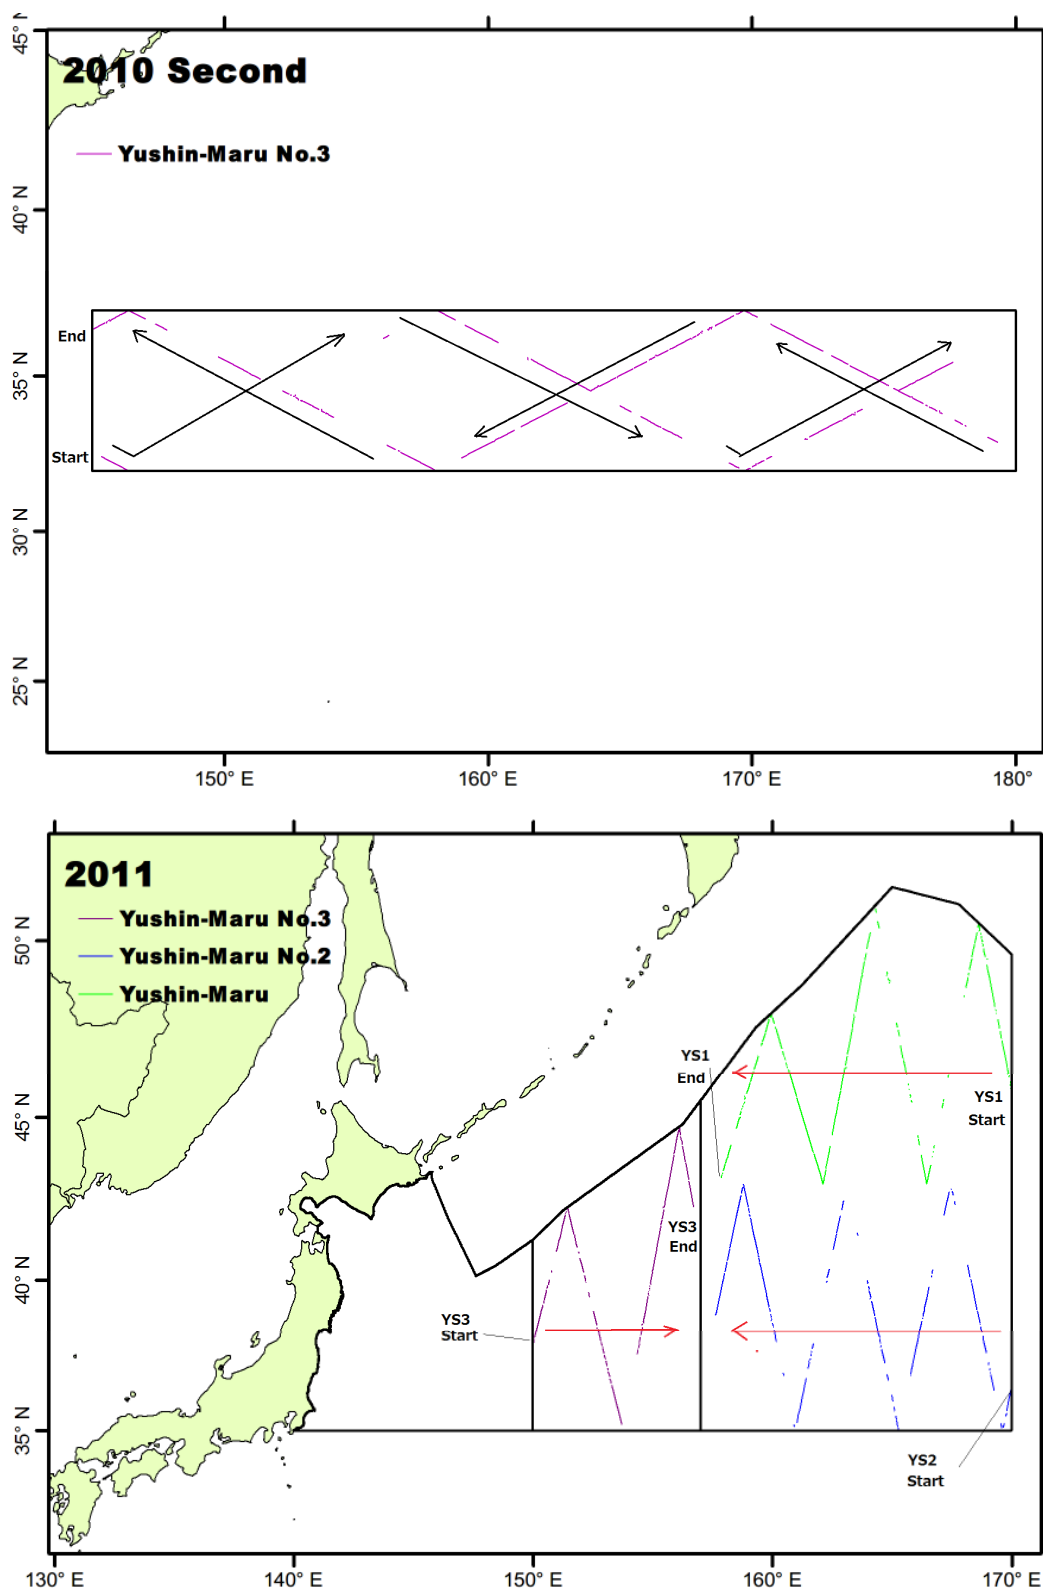 45° N
2010 Second
Yushin-Maru No.3
40° N
End
35° N
Start
30° N
25° N
150° E
160° E
170° E
180°
2011
Yushin-Maru No.3
50° N
Yushin-Maru No.2
Yushin-Maru
YS1
End
YS1
Start
45° N
YS3
End
40° N
YS3
Start
35° N
YS2
Start
130° E
140° E
150° E
160° E
170° E